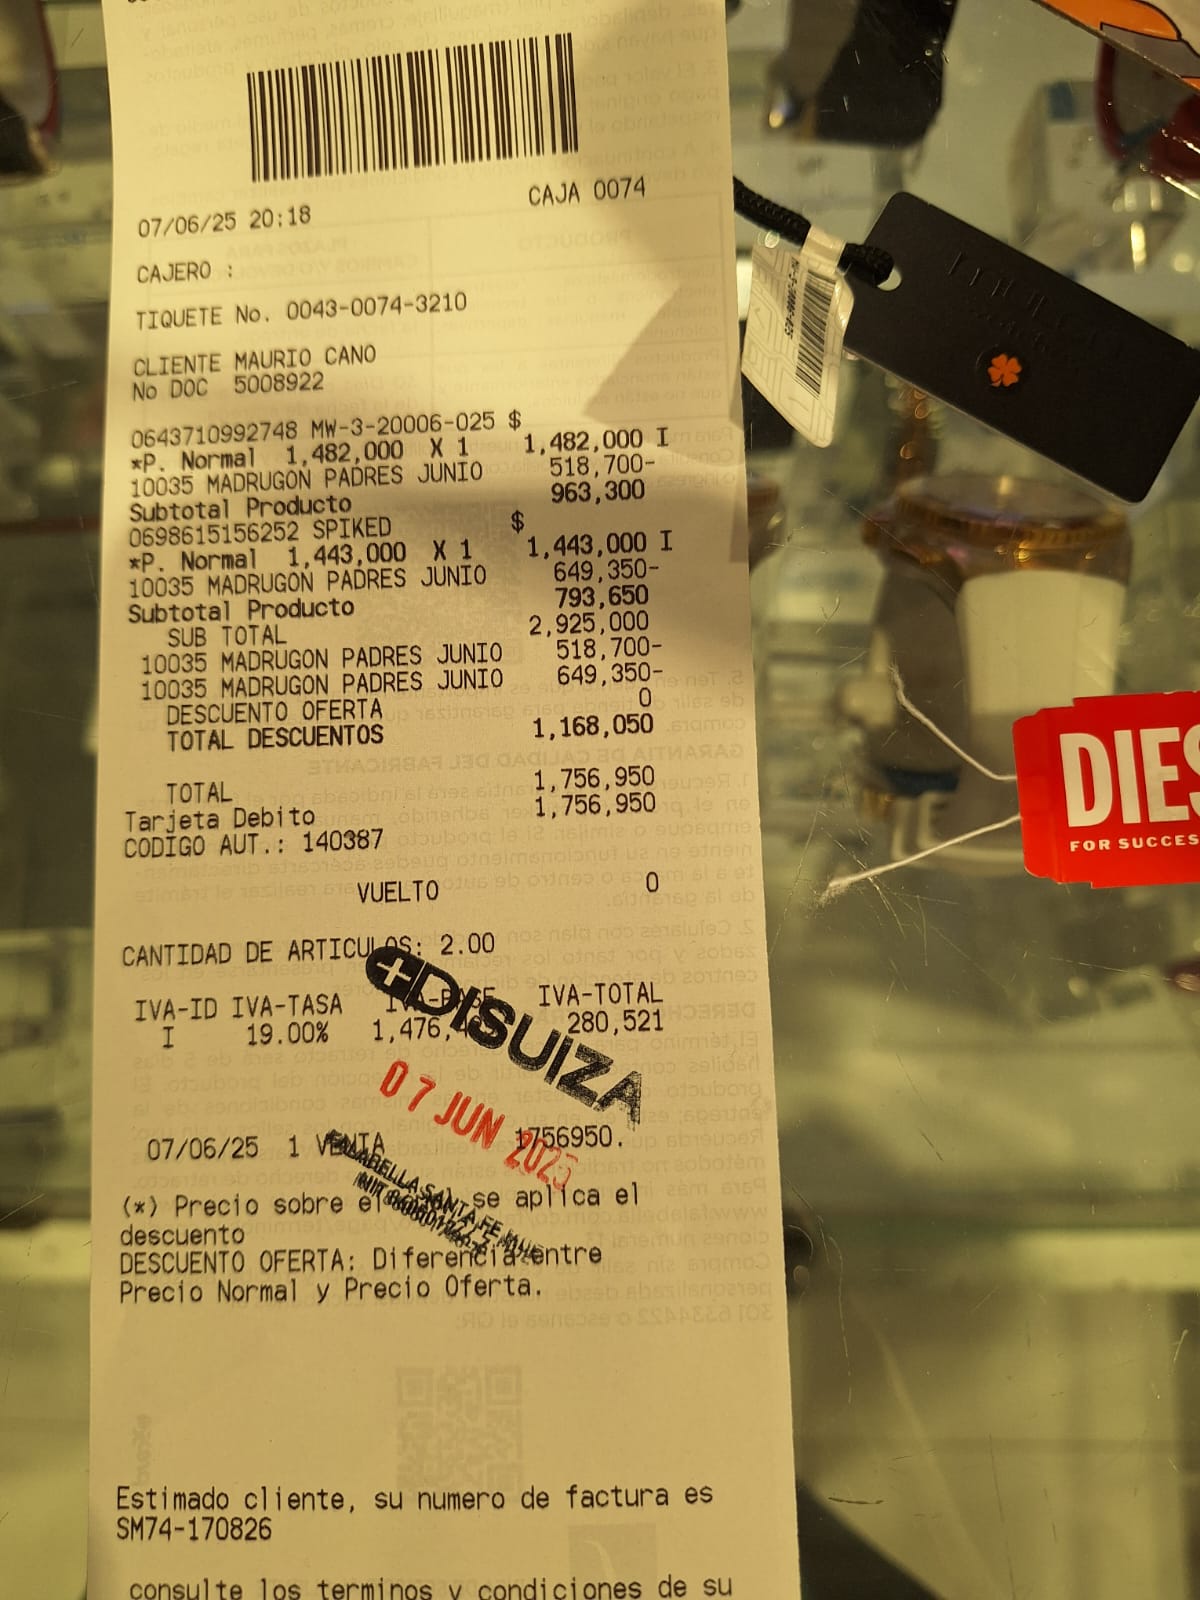 CAJA 0074
07/06/25 20:18
CAJERO :
TIQUETE No. 0043-0074-3210
CLIENTE MAURIO CANO
No DOC 5008922
0643710992748 MW-3-20006-025 $
*P. Normal 1,482,000 X 1 1,482,000 I
10035 MADRUGON PADRES JUNIO 518,700-
Subtotal Producto 963,300
0698615156252 SPIKED $
*P. Normal 1,443,000 X 1 1,443,000 I
10035 MADRUGON PADRES JUNIO 649,350-
Subtotal Producto 793,650
SUB TOTAL 2,925,000
10035 MADRUGON PADRES JUNIO 518,700-
10035 MADRUGON PADRES JUNIO 649,350-
DESCUENTO OFERTA 0
TOTAL DESCUENTOS 1,168,050
TOTAL 1,756,950
Tarjeta Debito 1,756,950
CODIGO AUT.: 140387
VUELTO 0
CANTIDAD DE ARTICULOS: 2.00
IVA-ID IVA-TASA IVA-BASE IVA-TOTAL
I 19.00% 280,521
+DISUIZA
07 JUN 2025
07/06/25 1 VENTA 1756950.
FALABELLA SANTA FE
(*) Precio sobre el se aplica el
descuento
DESCUENTO OFERTA: Diferencia entre
Precio Normal y Precio Oferta.
Estimado cliente, su numero de factura es
SM74-170826
consulte los terminos y condiciones de su
DIES
FOR SUCCES